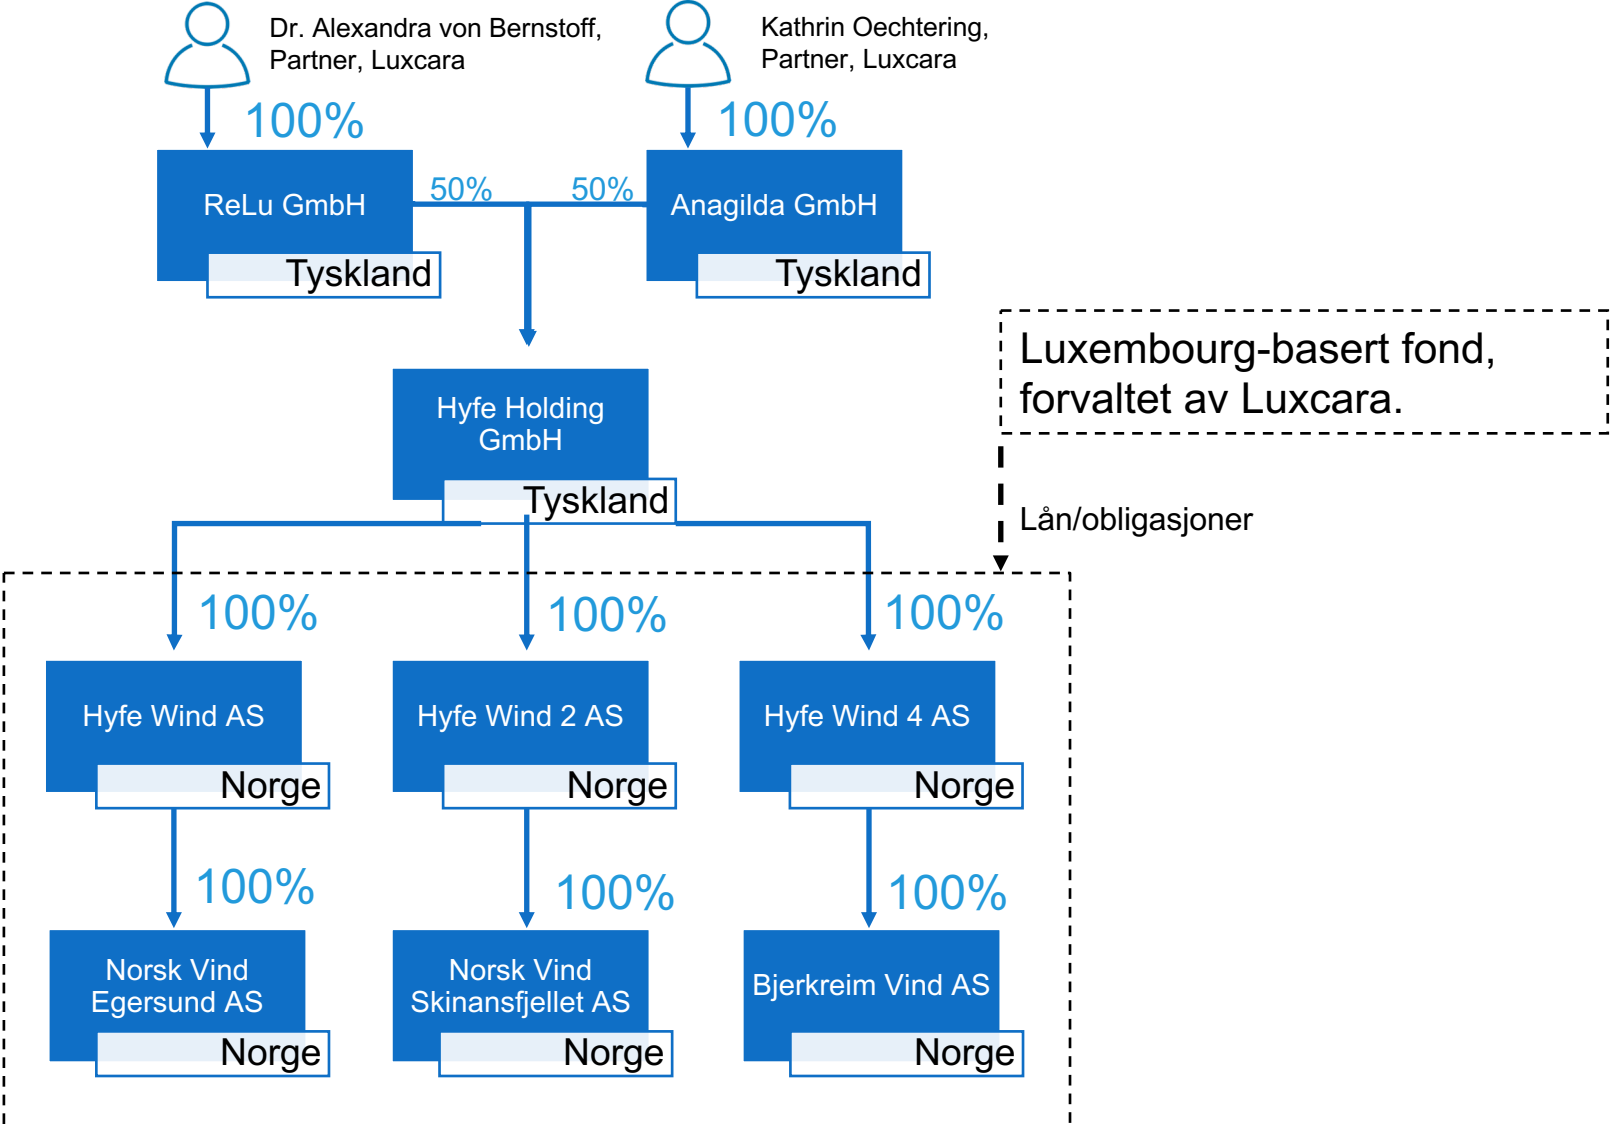 Dr. Alexandra von Bernstoff,
Partner, Luxcara
Kathrin Oechtering,
Partner, Luxcara
100%
100%
ReLu GmbH
50%
50%
Anagilda GmbH
Tyskland
Tyskland
Luxembourg-basert fond,
forvaltet av Luxcara.
Hyfe Holding
GmbH
Tyskland
Lån/obligasjoner
100%
100%
100%
Hyfe Wind AS
Hyfe Wind 2 AS
Hyfe Wind 4 AS
Norge
Norge
Norge
100%
100%
100%
Norsk Vind
Egersund AS
Norsk Vind
Skinansfjellet AS
Bjerkreim Vind AS
Norge
Norge
Norge